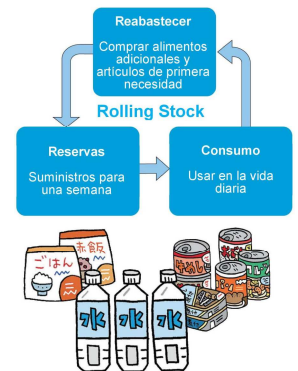 Reabastecer
Comprar alimentos
adicionales y
artículos de primera
necesidad
Rolling Stock
Reservas
Suministros para
una semana
Consumo
Usar en la vida
diaria
ごはん
赤飯
水
水
水